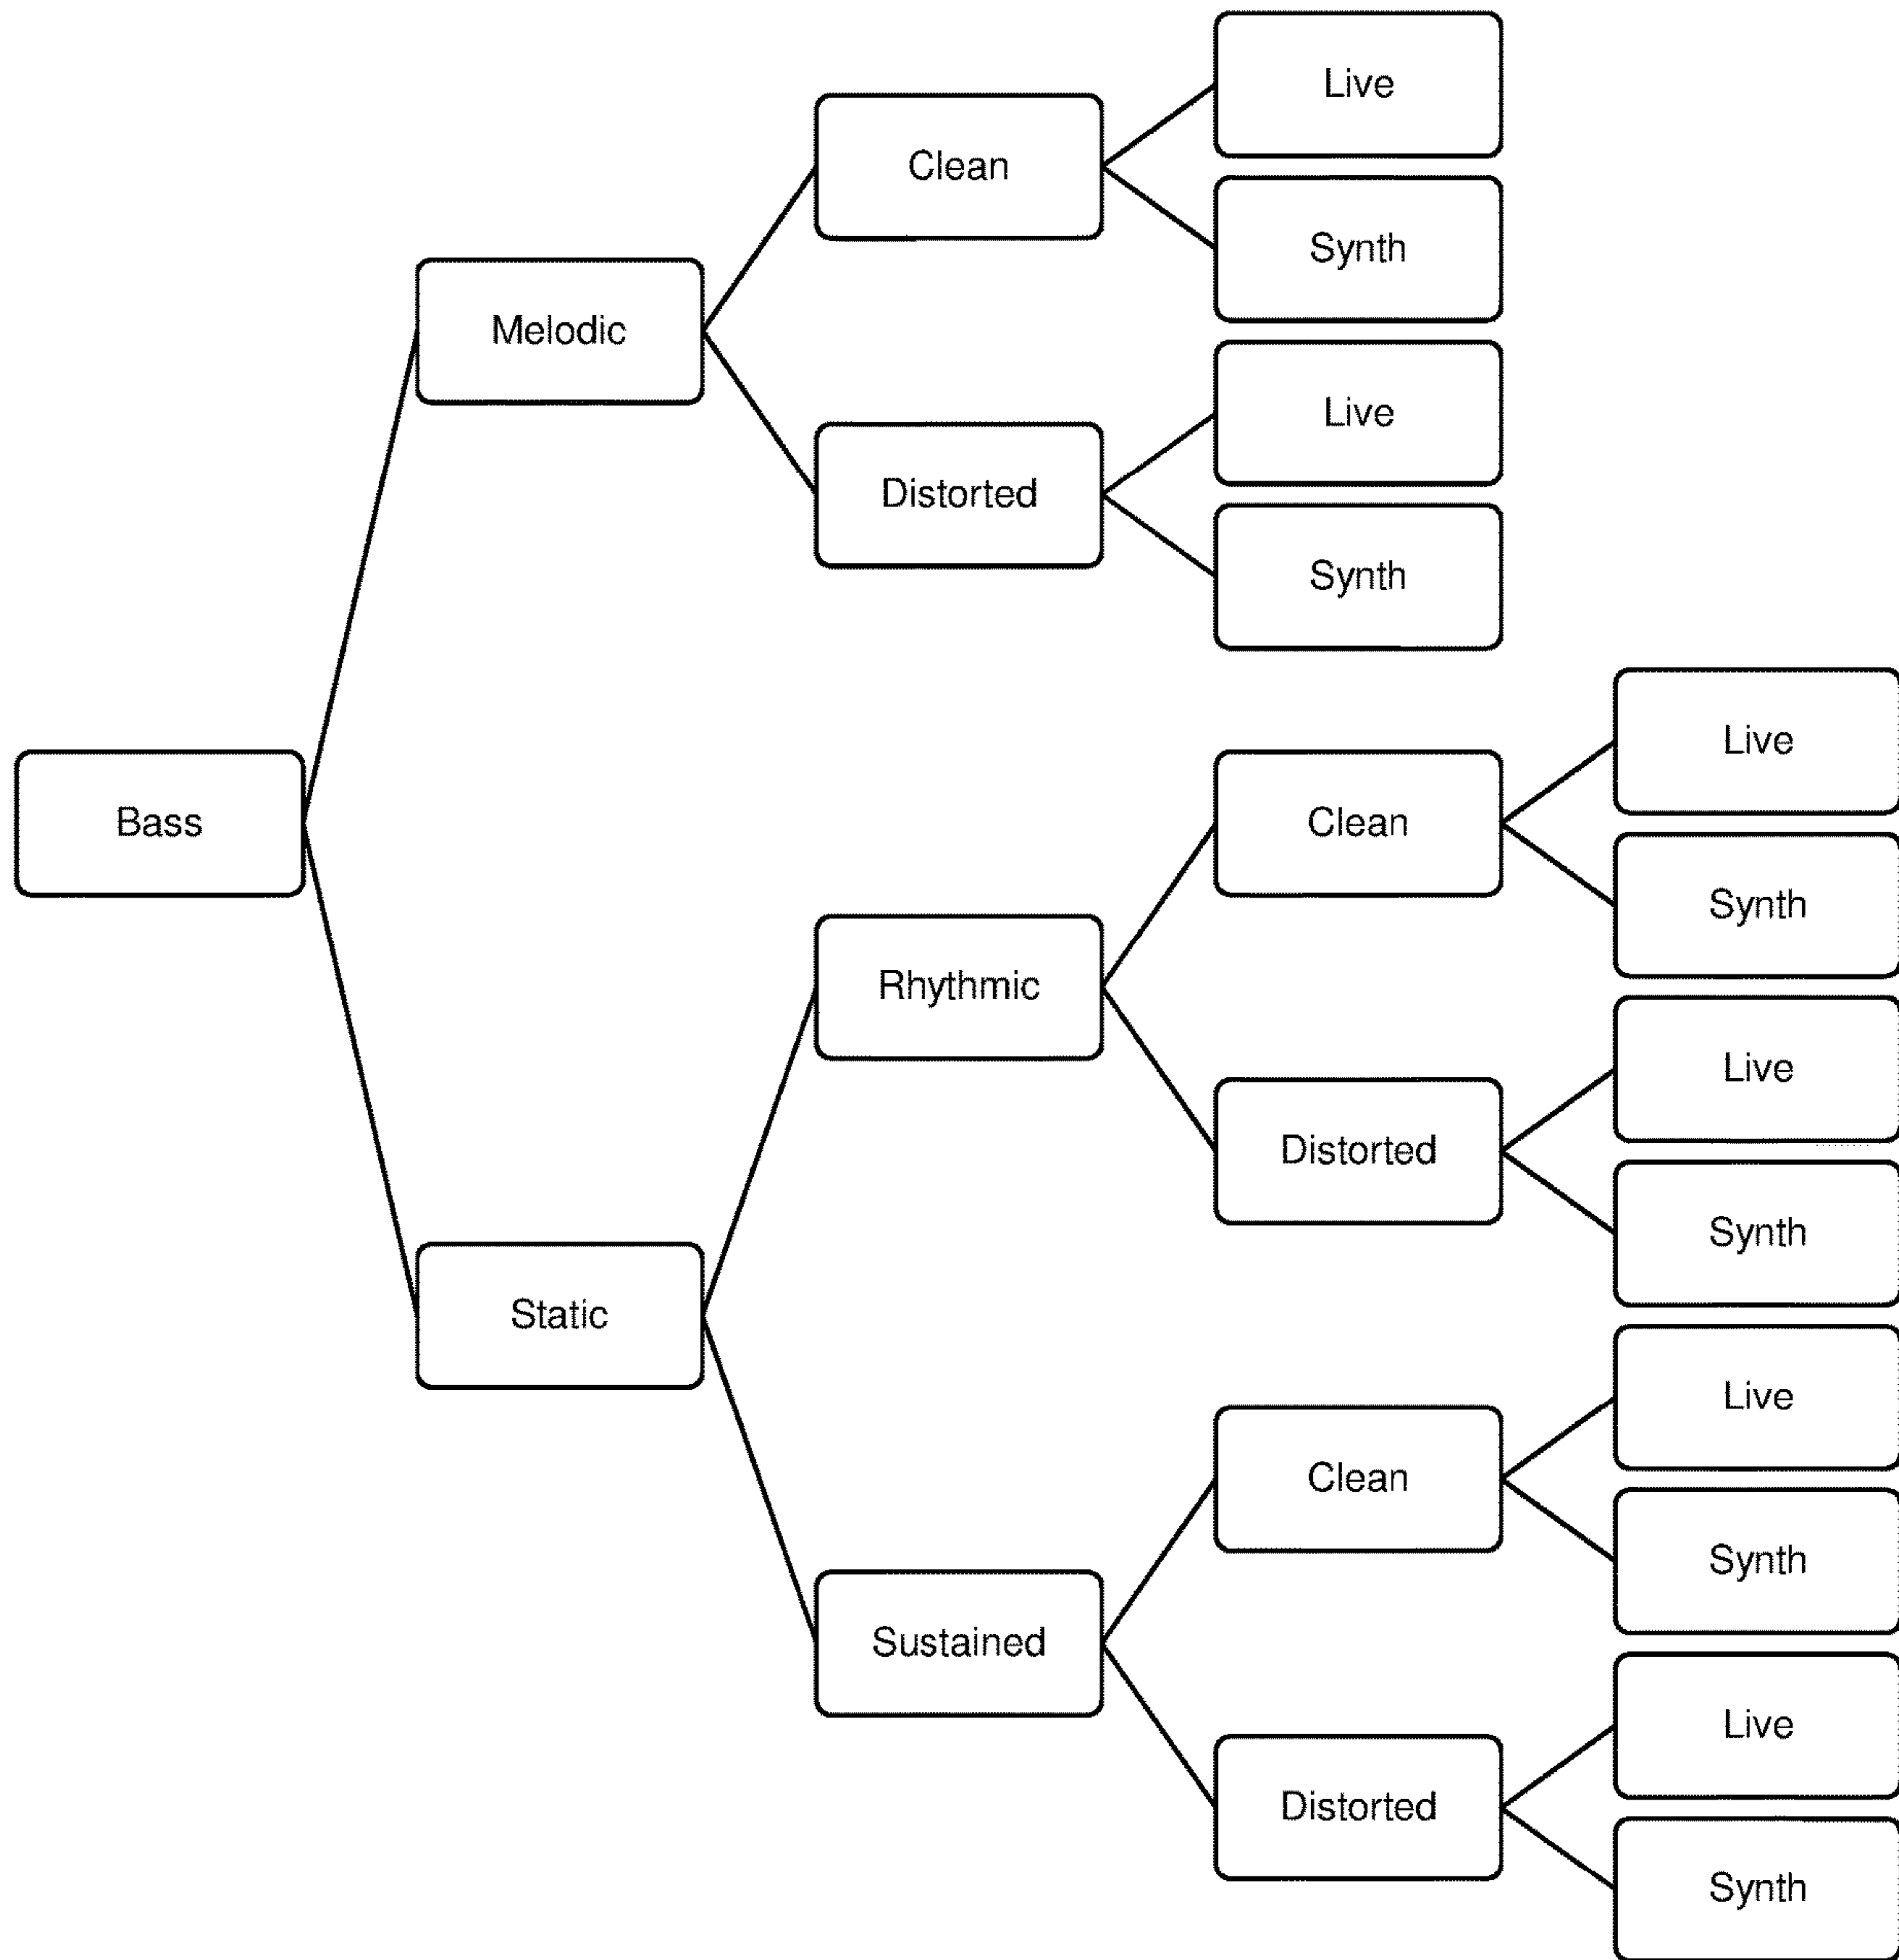 Bass
Melodic
Clean
Live
Synth
Distorted
Live
Synth
Static
Rhythmic
Clean
Live
Synth
Distorted
Live
Synth
Sustained
Clean
Live
Synth
Distorted
Live
Synth